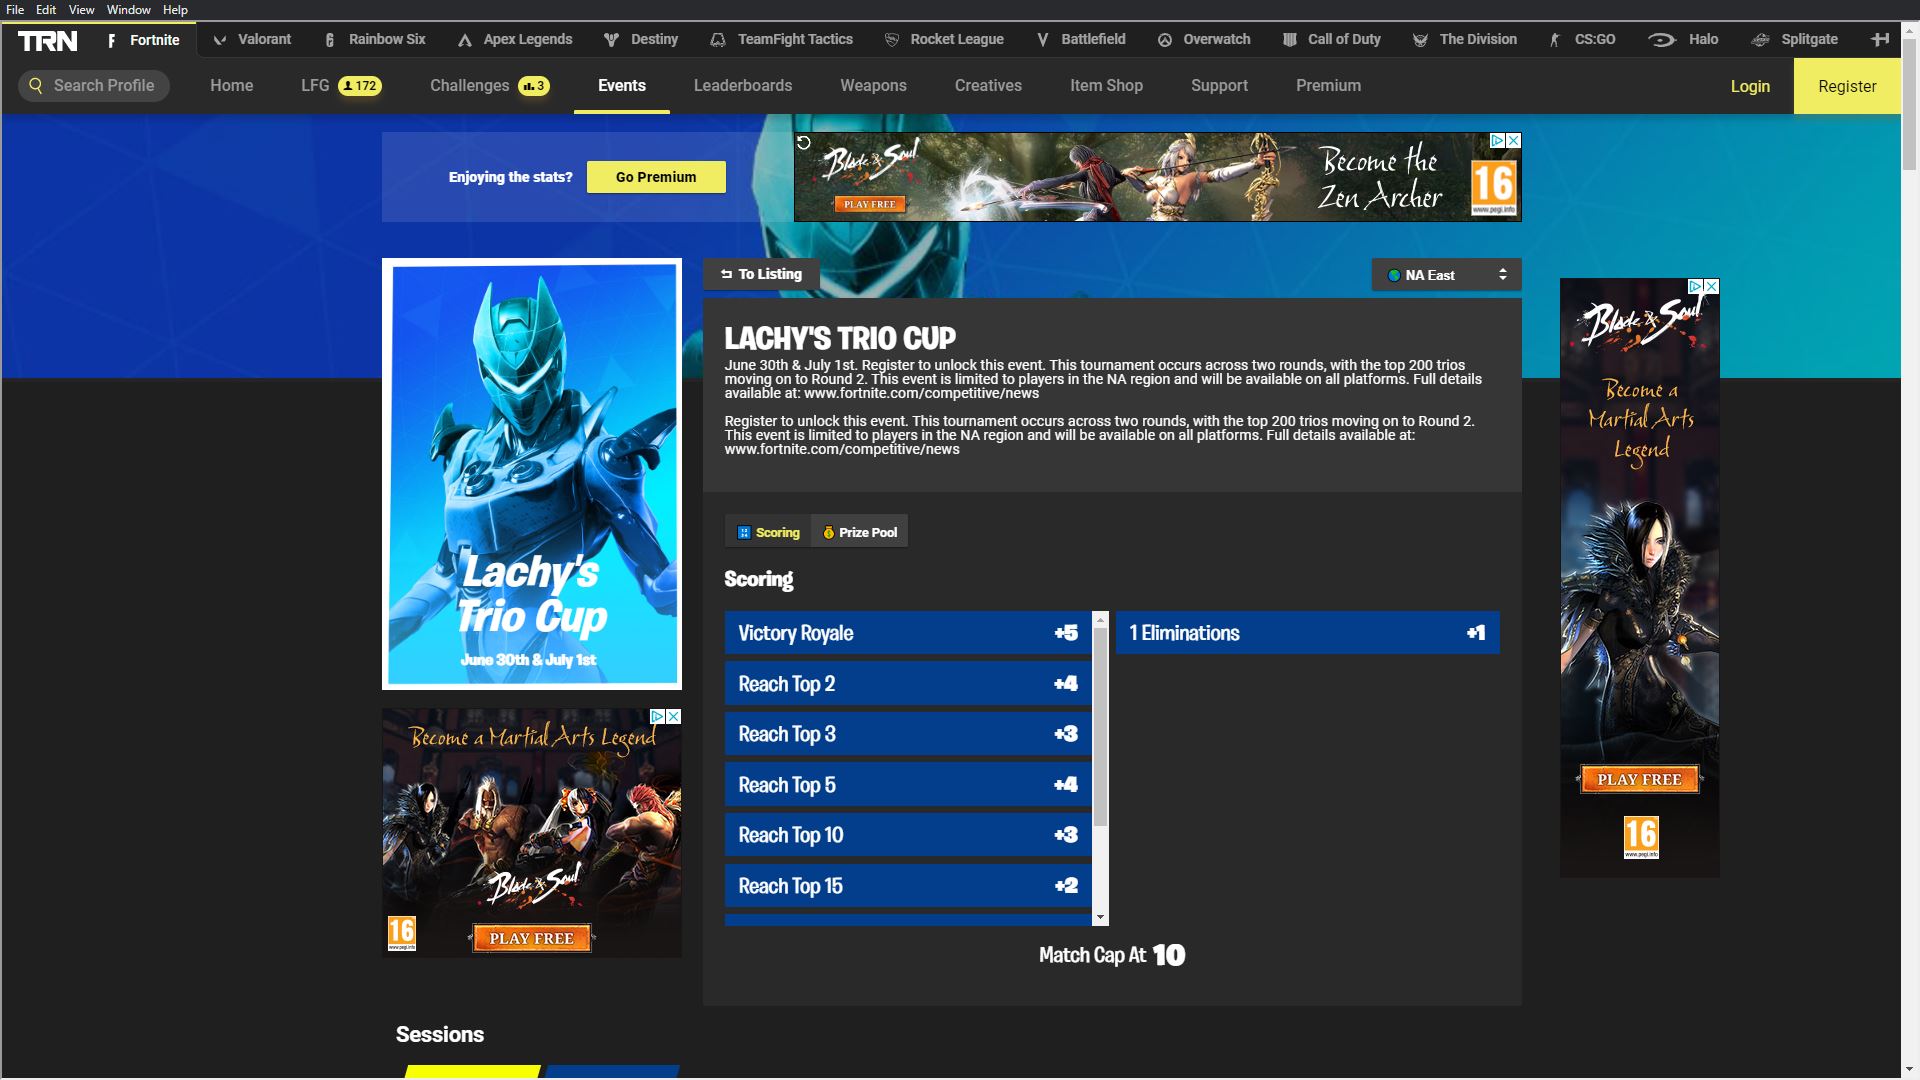 File Edit View Window Help
TRN Fortnite Valorant Rainbow Six Apex Legends Destiny TeamFight Tactics Rocket League Battlefield Overwatch Call of Duty The Division CS:GO Halo Splitgate
Search Profile Home LFG 172 Challenges 3 Events Leaderboards Weapons Creatives Item Shop Support Premium Login Register
Enjoying the stats? Go Premium
Blade & Soul
PLAY FREE
Become the
Zen Archer
16
www.pegi.info
To Listing
NA East
LACHY'S TRIO CUP
June 30th & July 1st. Register to unlock this event. This tournament occurs across two rounds, with the top 200 trios
moving on to Round 2. This event is limited to players in the NA region and will be available on all platforms. Full details
available at: www.fortnite.com/competitive/news
Register to unlock this event. This tournament occurs across two rounds, with the top 200 trios moving on to Round 2.
This event is limited to players in the NA region and will be available on all platforms. Full details available at:
www.fortnite.com/competitive/news
Lachy's
Trio Cup
June 30th & July 1st
Scoring Prize Pool
Scoring
Victory Royale +5
Reach Top 2 +4
Reach Top 3 +3
Reach Top 5 +4
Reach Top 10 +3
Reach Top 15 +2
1 Eliminations +1
Match Cap At 10
Become a Martial Arts Legend
Blade & Soul
16
www.pegi.info
PLAY FREE
Blade & Soul
Become a
Martial Arts
Legend
PLAY FREE
16
www.pegi.info
Sessions